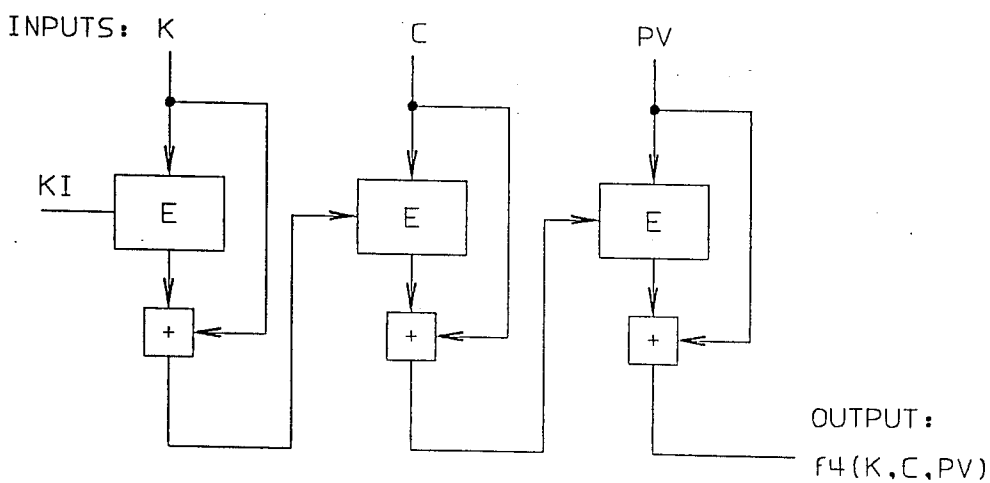 INPUTS: K
C
PV
KI
E
E
E
+
+
+
OUTPUT:
f4(K,C,PV)